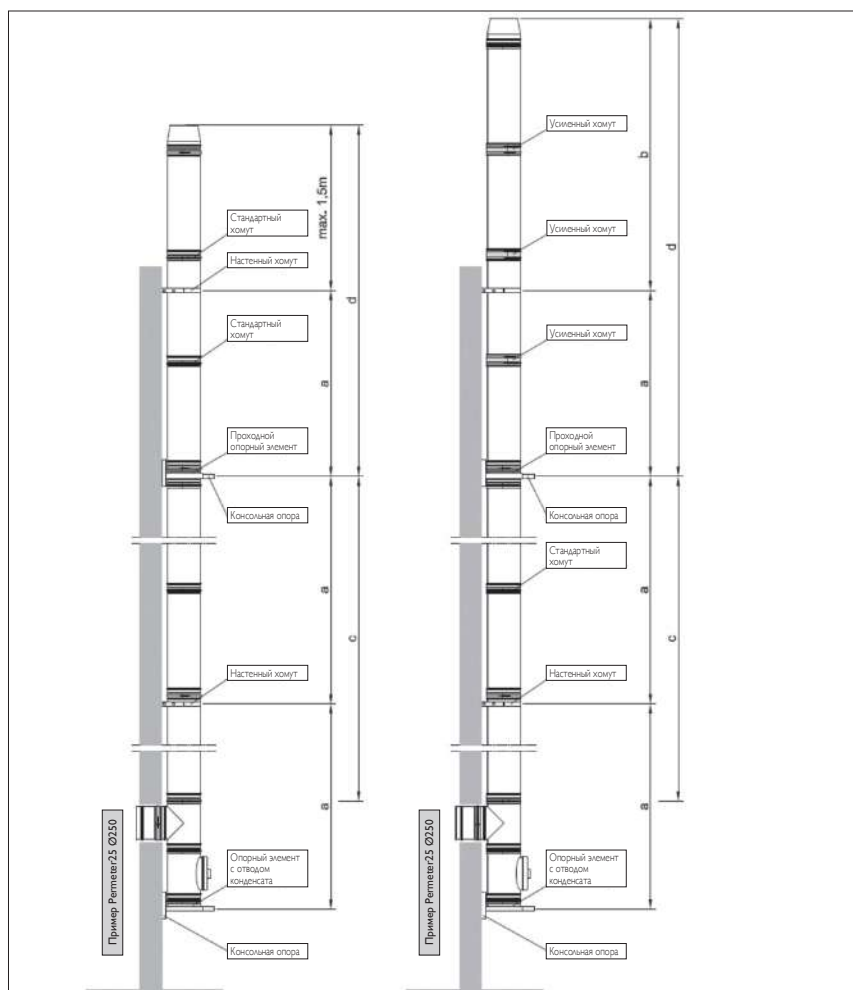 Стандартный
хомут
Настенный хомут
Стандартный
хомут
Проходной
опорный элемент
Консольная опора
Настенный хомут
Опорный элемент
с отводом
конденсата
Консольная опора
max. 1,5m
d
a
a
c
a
Пример Permeter25 Ø250
Усиленный хомут
Усиленный хомут
Усиленный хомут
Проходной
опорный элемент
Консольная опора
Стандартный
хомут
Настенный хомут
Опорный элемент
с отводом
конденсата
Консольная опора
b
d
a
a
c
a
Пример Permeter25 Ø250